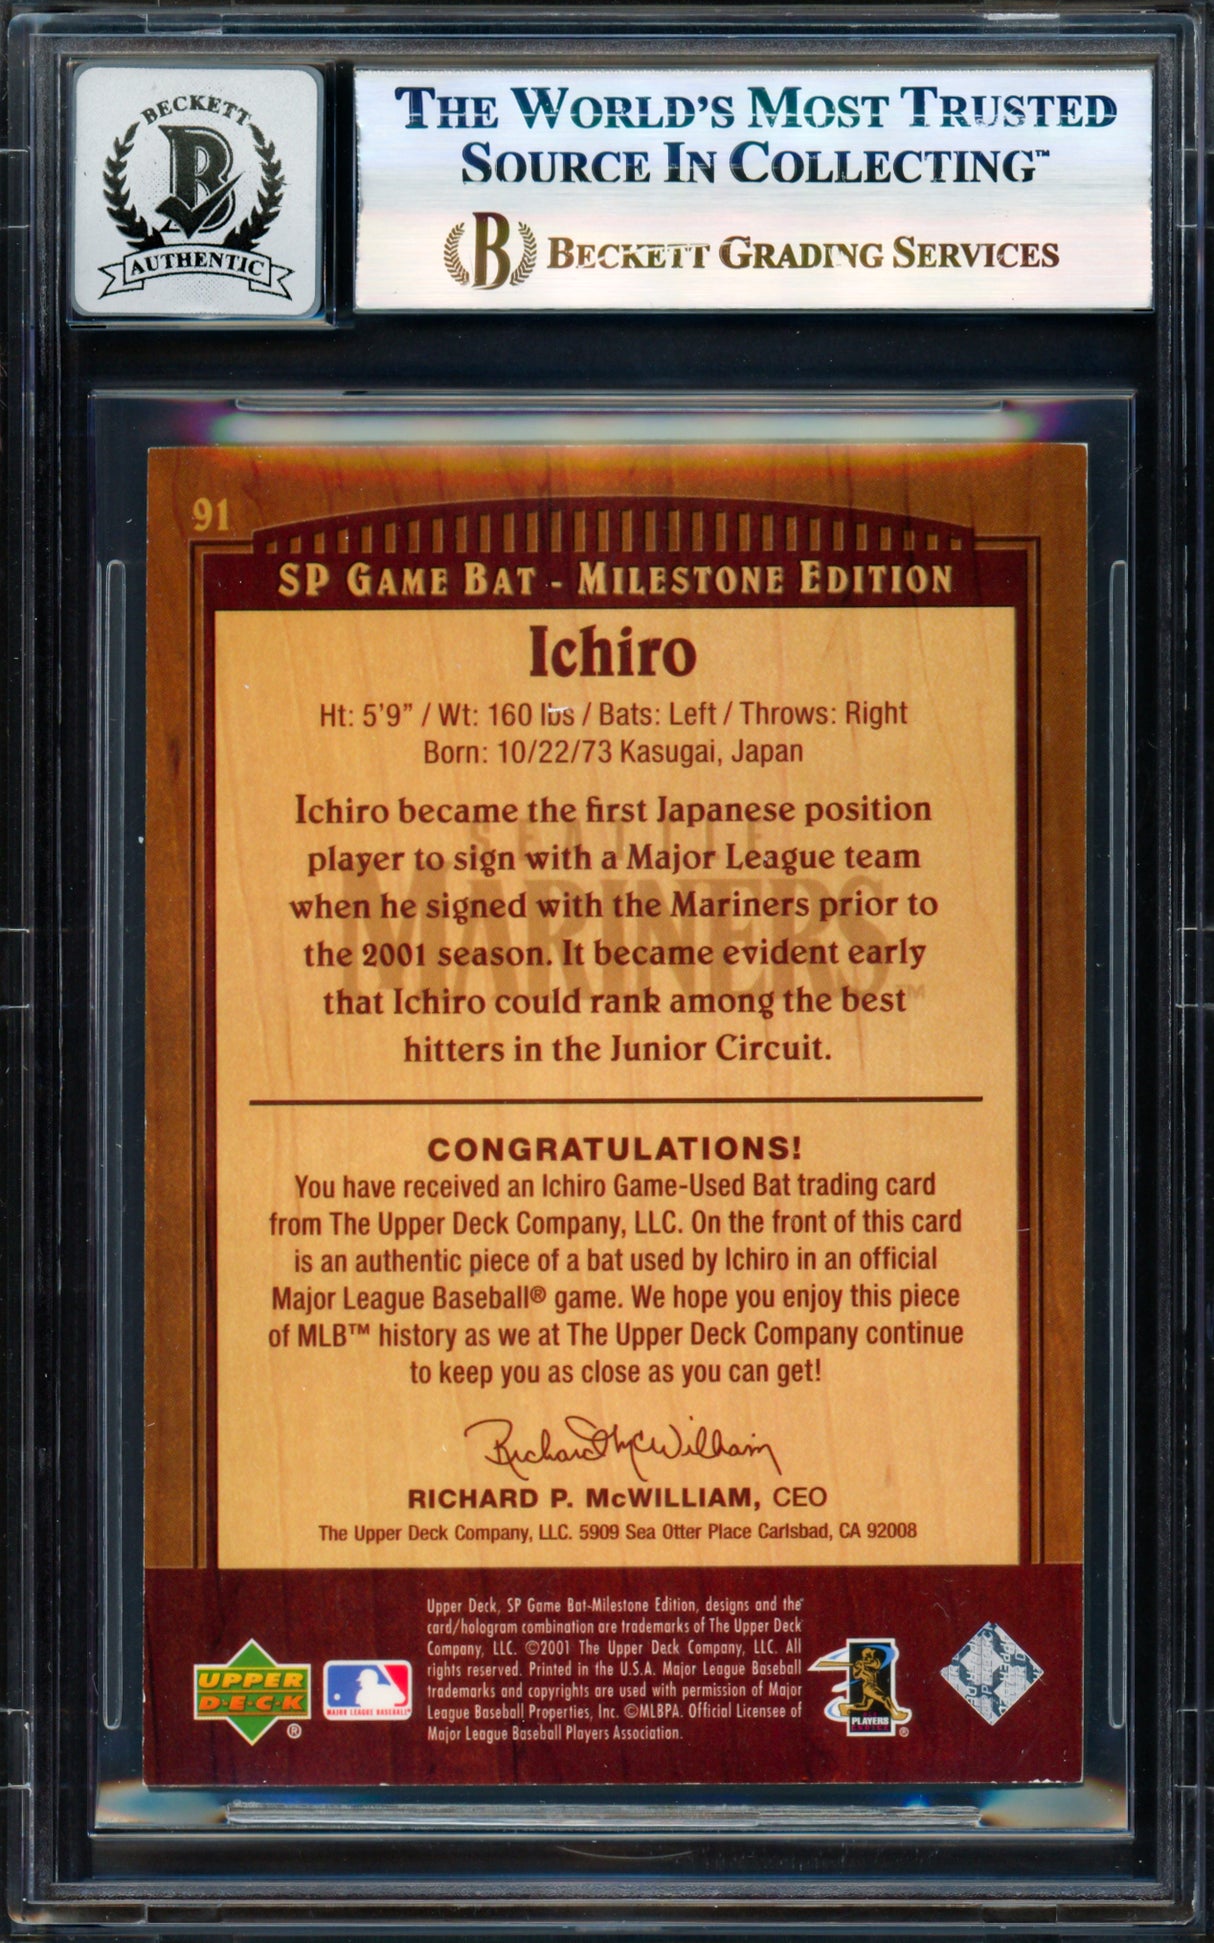 BECKETT
B
AUTHENTIC
THE WORLD'S MOST TRUSTED
SOURCE IN COLLECTING™
B BECKETT GRADING SERVICES
91
SP GAME BAT - MILESTONE EDITION
Ichiro
Ht: 5'9" / Wt: 160 lbs / Bats: Left / Throws: Right
Born: 10/22/73 Kasugai, Japan
SEATTLE
MARINERS™
Ichiro became the first Japanese position
player to sign with a Major League team
when he signed with the Mariners prior to
the 2001 season. It became evident early
that Ichiro could rank among the best
hitters in the Junior Circuit.
CONGRATULATIONS!
You have received an Ichiro Game-Used Bat trading card
from The Upper Deck Company, LLC. On the front of this card
is an authentic piece of a bat used by Ichiro in an official
Major League Baseball® game. We hope you enjoy this piece
of MLB™ history as we at The Upper Deck Company continue
to keep you as close as you can get!
Richard McWilliam
RICHARD P. McWILLIAM, CEO
The Upper Deck Company, LLC. 5909 Sea Otter Place Carlsbad, CA 92008
Upper Deck, SP Game Bat-Milestone Edition, designs and the
card/hologram combination are trademarks of The Upper Deck
Company, LLC. ©2001 The Upper Deck Company, LLC. All
rights reserved. Printed in the U.S.A. Major League Baseball
trademarks and copyrights are used with permission of Major
League Baseball Properties, Inc. ©MLBPA. Official Licensee of
Major League Baseball Players Association.
UPPER
D·E·C·K
®
MAJOR LEAGUE BASEBALL
PLAYERS
CHOICE
®